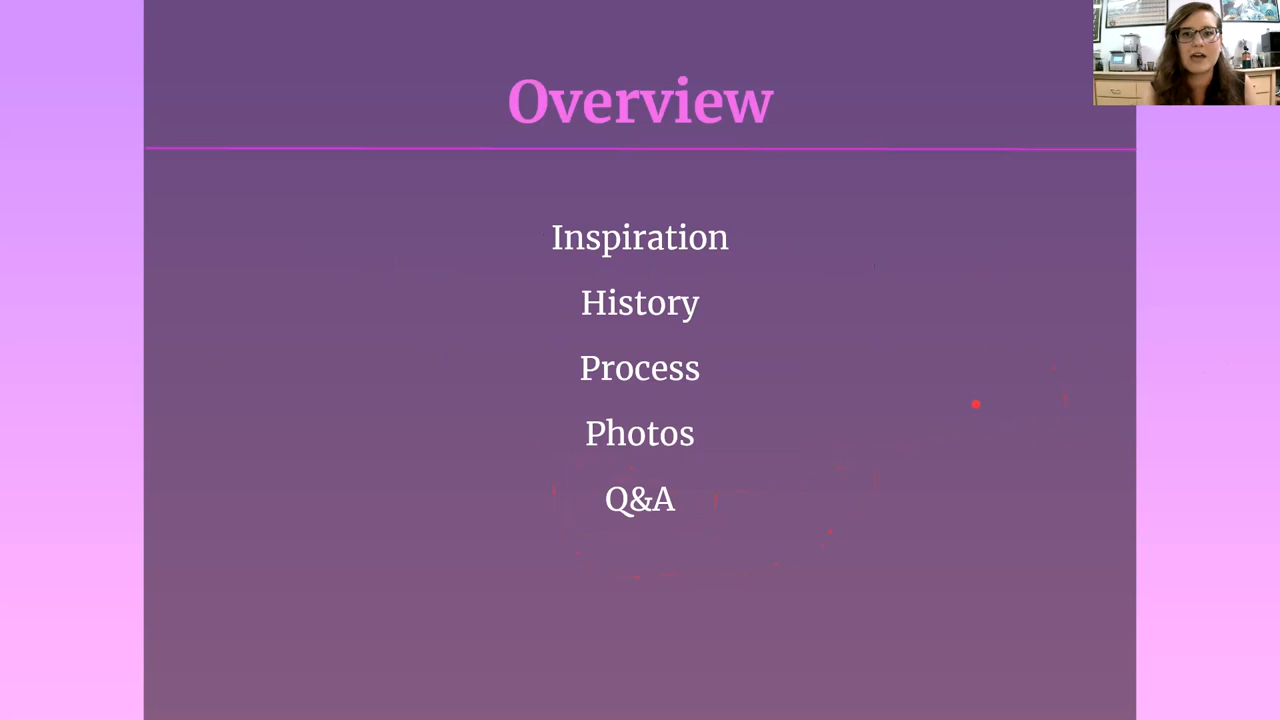 Overview
Inspiration
History
Process
Photos
Q&A